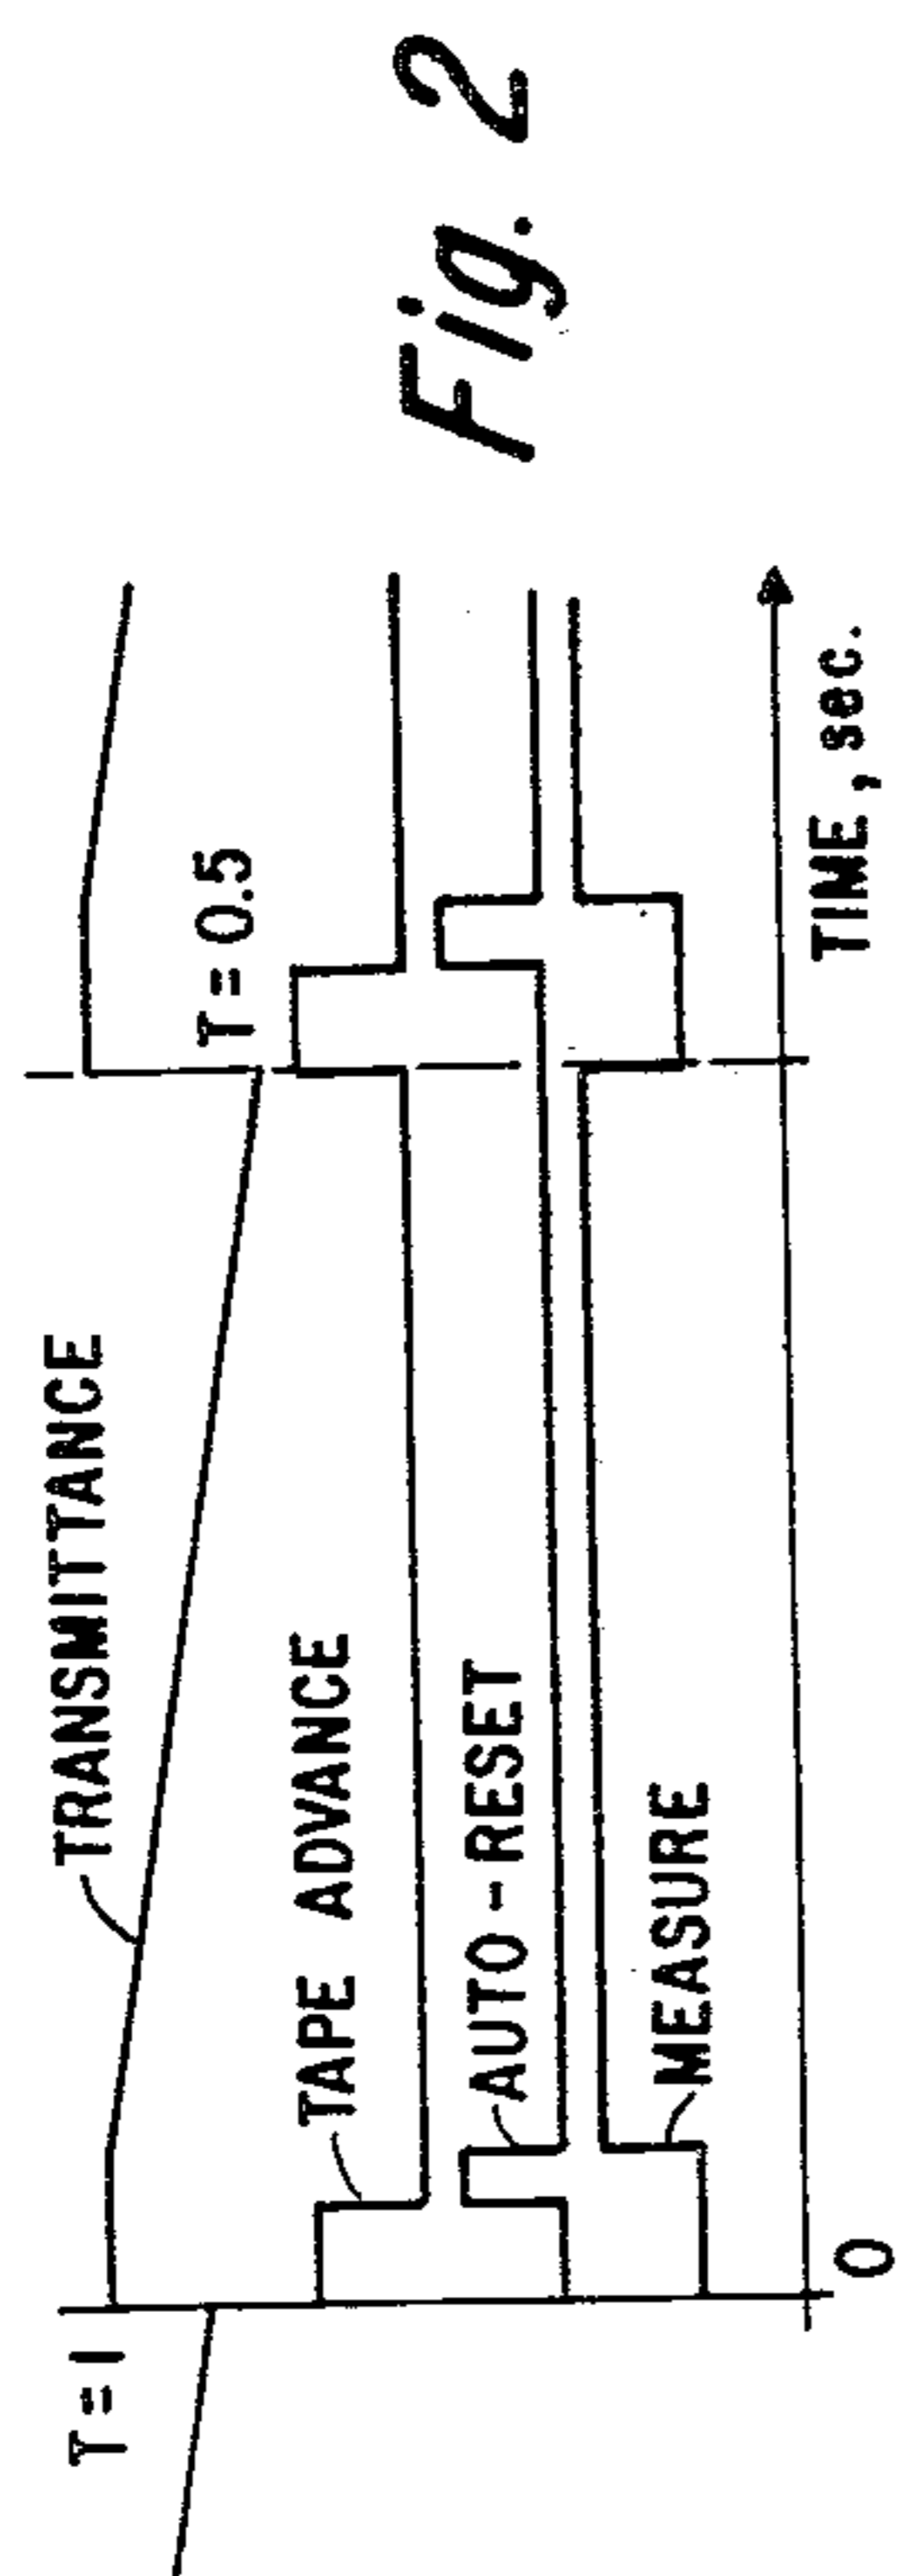 T = 1
TRANSMITTANCE
T = 0.5
TAPE ADVANCE
AUTO - RESET
MEASURE
0
TIME, sec.
Fig. 2